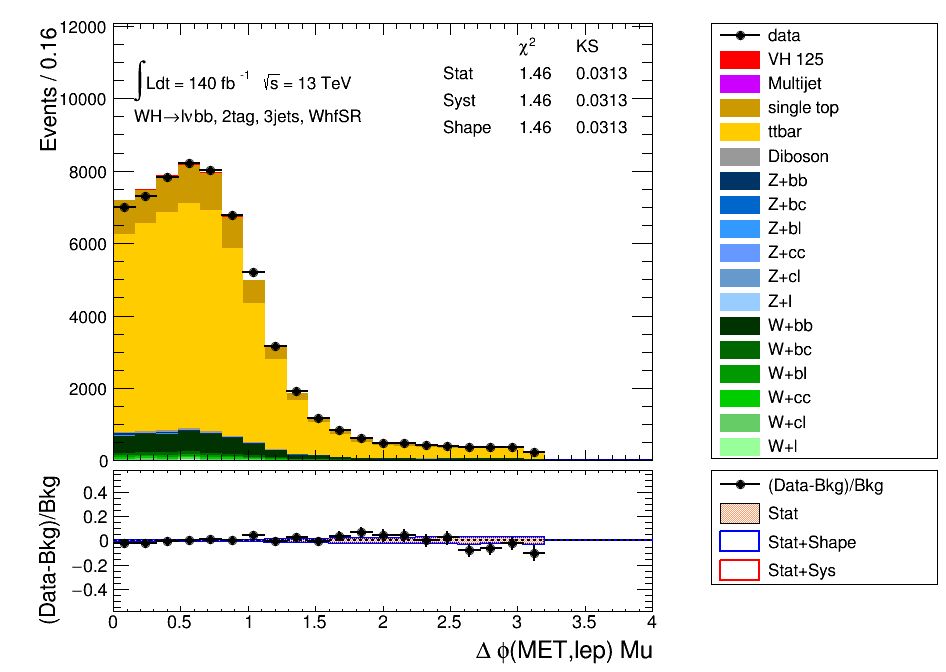 12000
10000
8000
6000
4000
2000
0
Events / 0.16
∫Ldt = 140 fb⁻¹ √s = 13 TeV
WH→lνbb, 2tag, 3jets, WhfSR
χ² KS
Stat 1.46 0.0313
Syst 1.46 0.0313
Shape 1.46 0.0313
data
VH 125
Multijet
single top
ttbar
Diboson
Z+bb
Z+bc
Z+bl
Z+cc
Z+cl
Z+l
W+bb
W+bc
W+bl
W+cc
W+cl
W+l
0.4
0.2
0
−0.2
−0.4
(Data-Bkg)/Bkg
0 0.5 1 1.5 2 2.5 3 3.5 4
Δ ϕ(MET,lep) Mu
(Data-Bkg)/Bkg
Stat
Stat+Shape
Stat+Sys